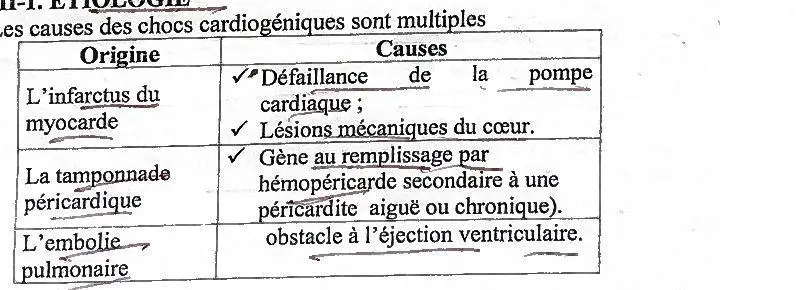 II-1. ETIOLOGIE
Les causes des chocs cardiogéniques sont multiples
Origine
Causes
L'infarctus du
myocarde
✓ Défaillance de la pompe
cardiaque ;
✓ Lésions mécaniques du cœur.
La tamponnade
péricardique
✓ Gène au remplissage par
hémopéricarde secondaire à une
péricardite aiguë ou chronique).
L'embolie
pulmonaire
obstacle à l'éjection ventriculaire.